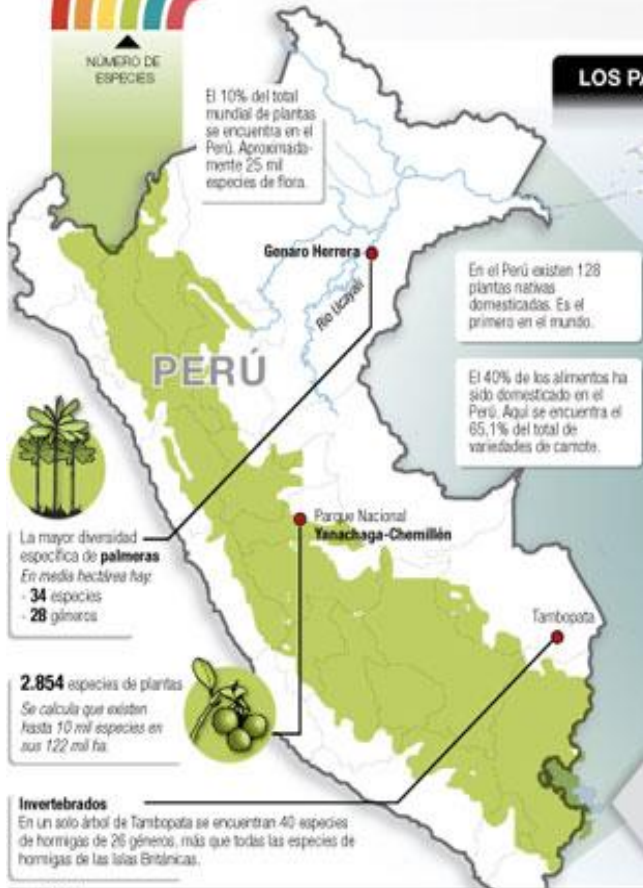 NÚMERO DE
ESPECIES
LOS PA
El 10% del total
mundial de plantas
se encuentra en el
Perú. Aproximada-
mente 25 mil
especies de flora.
Genaro Herrera
Río Ucayali
En el Perú existen 128
plantas nativas
domesticadas. Es el
primero en el mundo.
PERÚ
El 40% de los alimentos ha
sido domesticado en el
Perú. Aquí se encuentra el
65,1% del total de
variedades de camote.
Parque Nacional
Yanachaga-Chemillén
La mayor diversidad
específica de palmeras
En media hectárea hay:
- 34 especies
- 28 géneros
Tambopata
2.854 especies de plantas
Se calcula que existen
hasta 10 mil especies en
sus 122 mil ha.
Invertebrados
En un solo árbol de Tambopata se encuentran 40 especies
de hormigas de 26 géneros, más que todas las especies de
hormigas de las Islas Británicas.